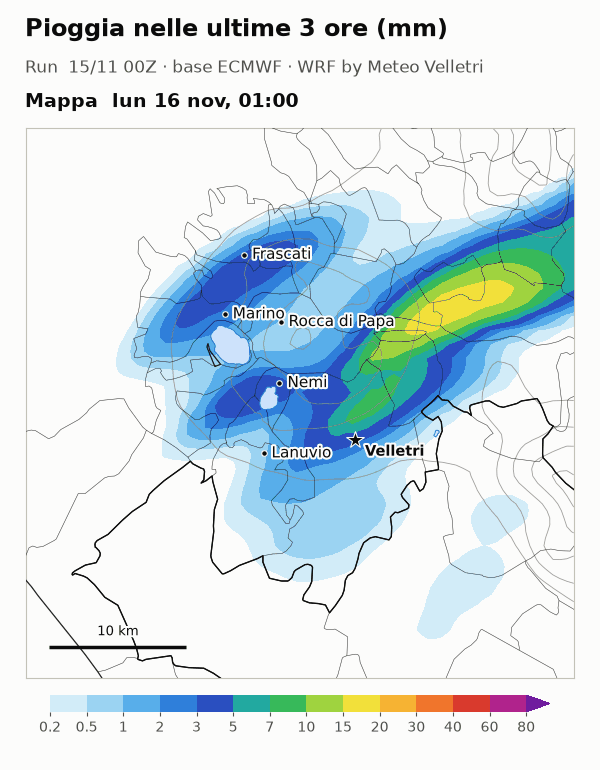 Pioggia nelle ultime 3 ore (mm)
Run  15/11 00Z · base ECMWF · WRF by Meteo Velletri
Mappa  lun 16 nov, 01:00
Frascati
Marino
Rocca di Papa
Nemi
Velletri
Lanuvio
10 km
0.2 0.5 1 2 3 5 7 10 15 20 30 40 60 80